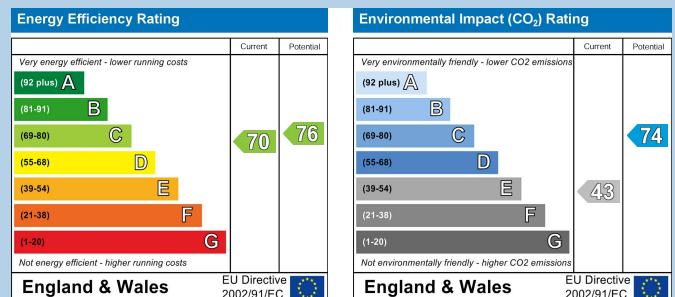 Energy Efficiency Rating
Current Potential
Very energy efficient - lower running costs
(92 plus) A
(81-91) B
(69-80) C
70
76
(55-68) D
(39-54) E
(21-38) F
(1-20) G
Not energy efficient - higher running costs
England & Wales
EU Directive
2002/91/EC
Environmental Impact (CO₂) Rating
Current Potential
Very environmentally friendly - lower CO2 emissions
(92 plus) A
(81-91) B
(69-80) C
74
(55-68) D
(39-54) E
43
(21-38) F
(1-20) G
Not environmentally friendly - higher CO2 emissions
England & Wales
EU Directive
2002/91/EC